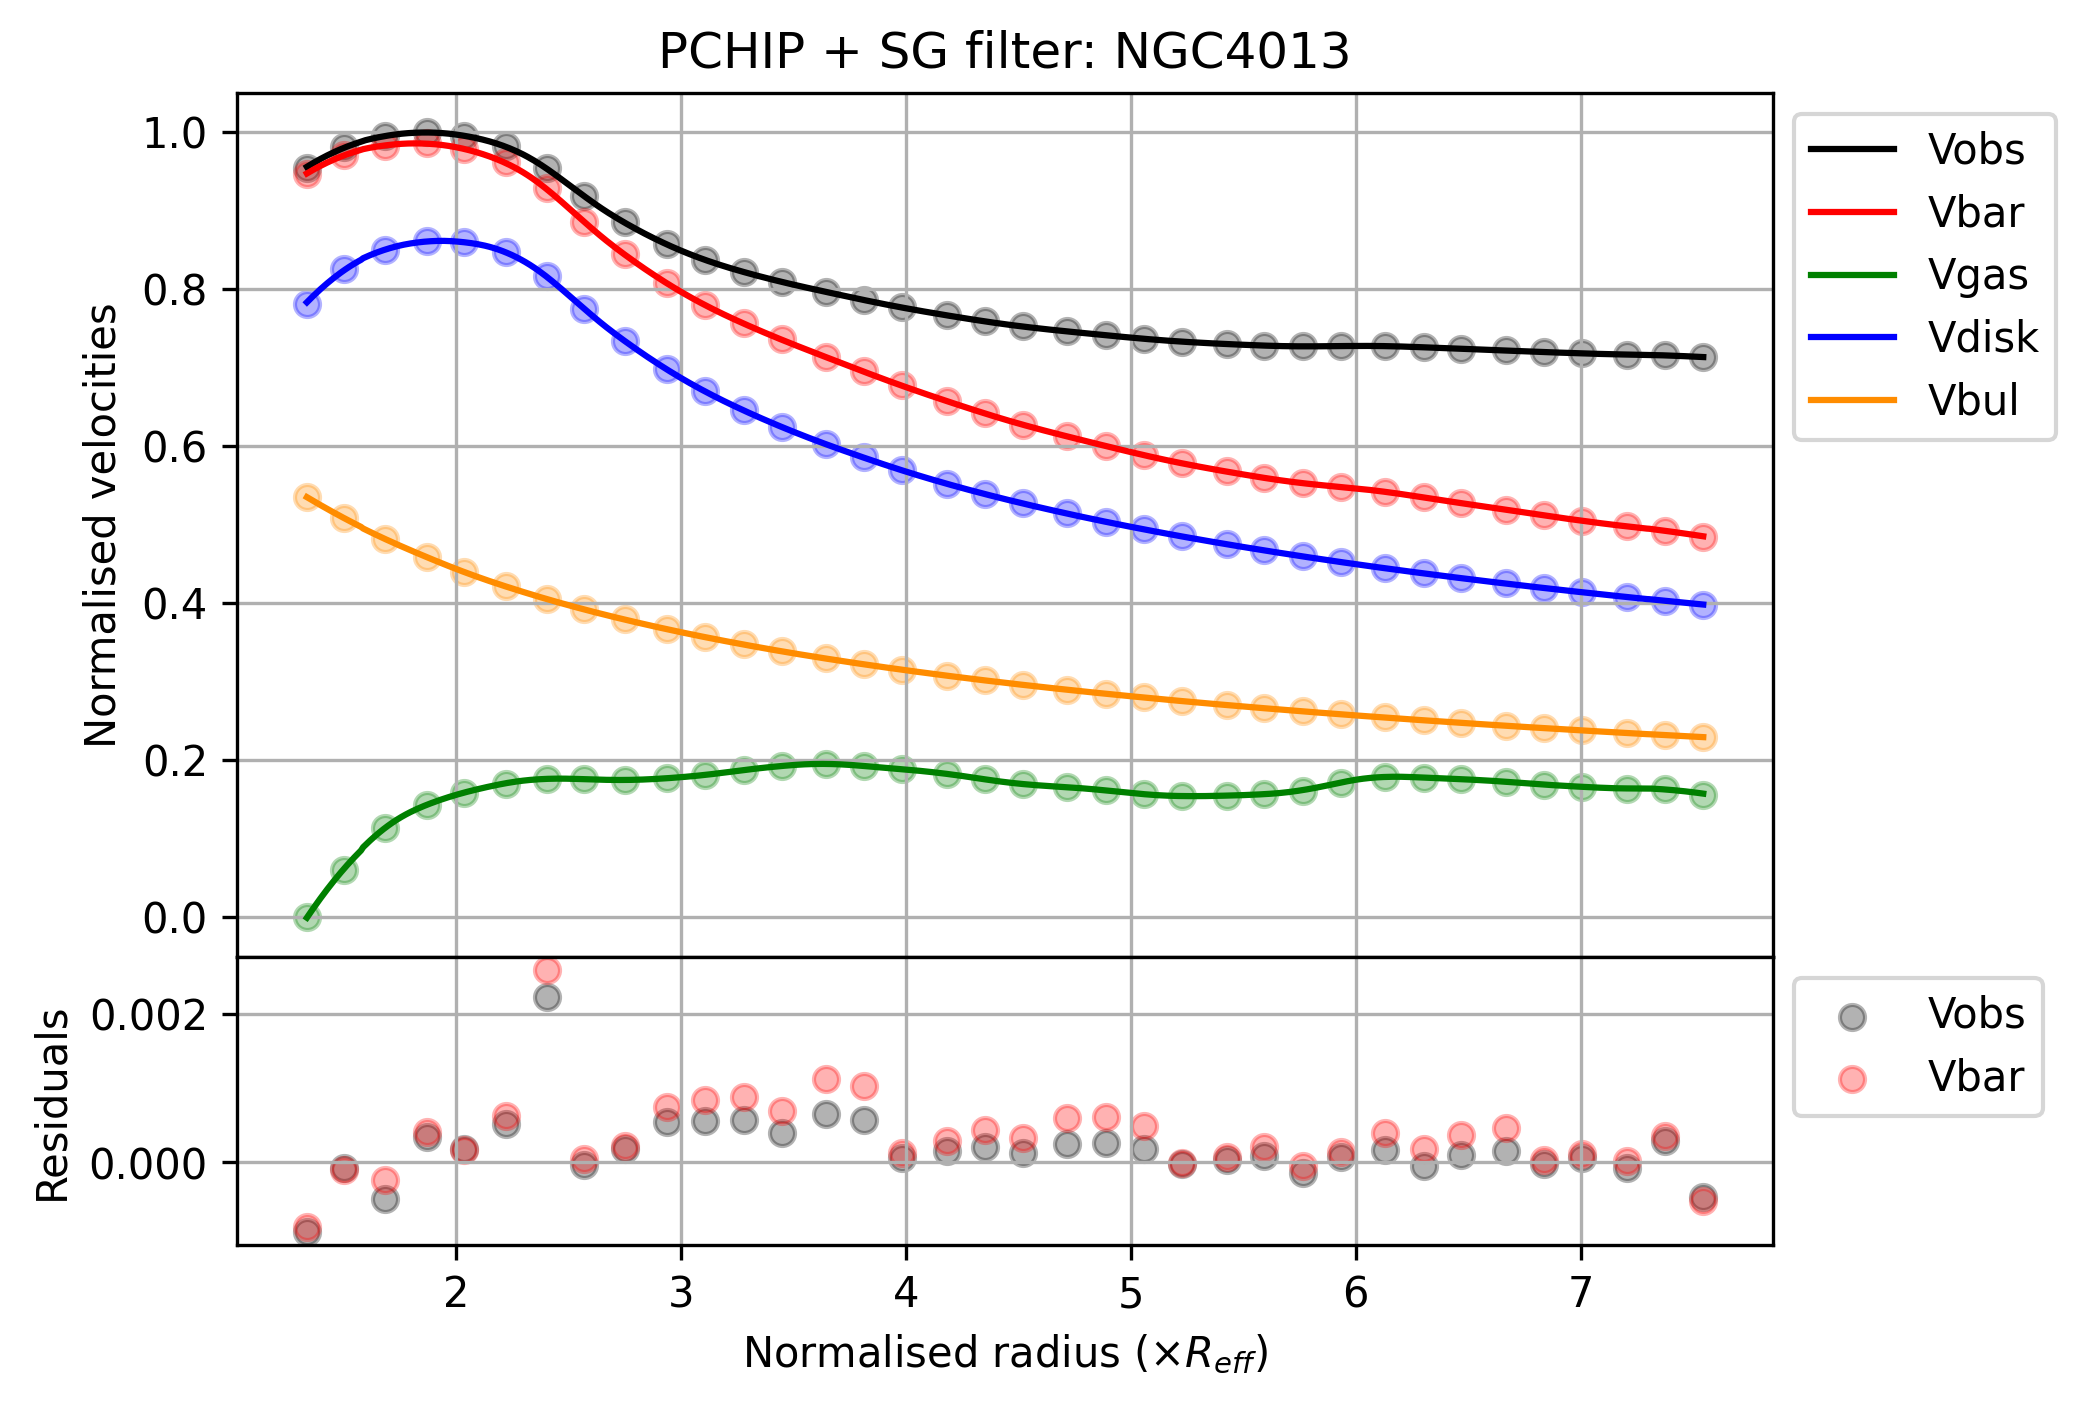 PCHIP + SG filter: NGC4013
Normalised velocities
1.0
0.8
0.6
0.4
0.2
0.0
Vobs
Vbar
Vgas
Vdisk
Vbul
Residuals
0.002
0.000
Vobs
Vbar
2 3 4 5 6 7
Normalised radius (×R_eff)